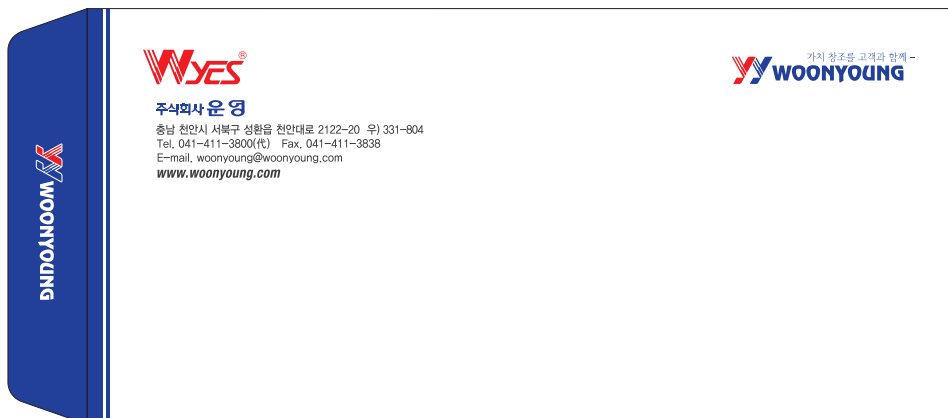 WYES®
주식회사 운영
충남 천안시 서북구 성환읍 천안대로 2122-20 우) 331-804
Tel. 041-411-3800(代) Fax. 041-411-3838
E-mail. woonyoung@woonyoung.com
www.woonyoung.com
가치 창조를 고객과 함께 -
WOONYOUNG
WOONYOUNG